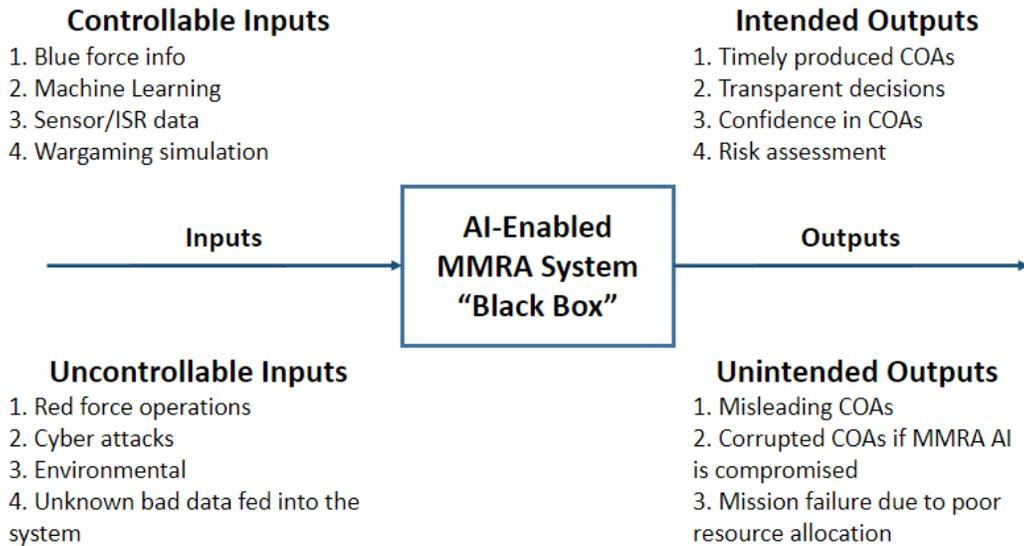 Controllable Inputs
1. Blue force info
2. Machine Learning
3. Sensor/ISR data
4. Wargaming simulation
Intended Outputs
1. Timely produced COAs
2. Transparent decisions
3. Confidence in COAs
4. Risk assessment
Inputs
AI-Enabled
MMRA System
“Black Box”
Outputs
Uncontrollable Inputs
1. Red force operations
2. Cyber attacks
3. Environmental
4. Unknown bad data fed into the
system
Unintended Outputs
1. Misleading COAs
2. Corrupted COAs if MMRA AI
is compromised
3. Mission failure due to poor
resource allocation